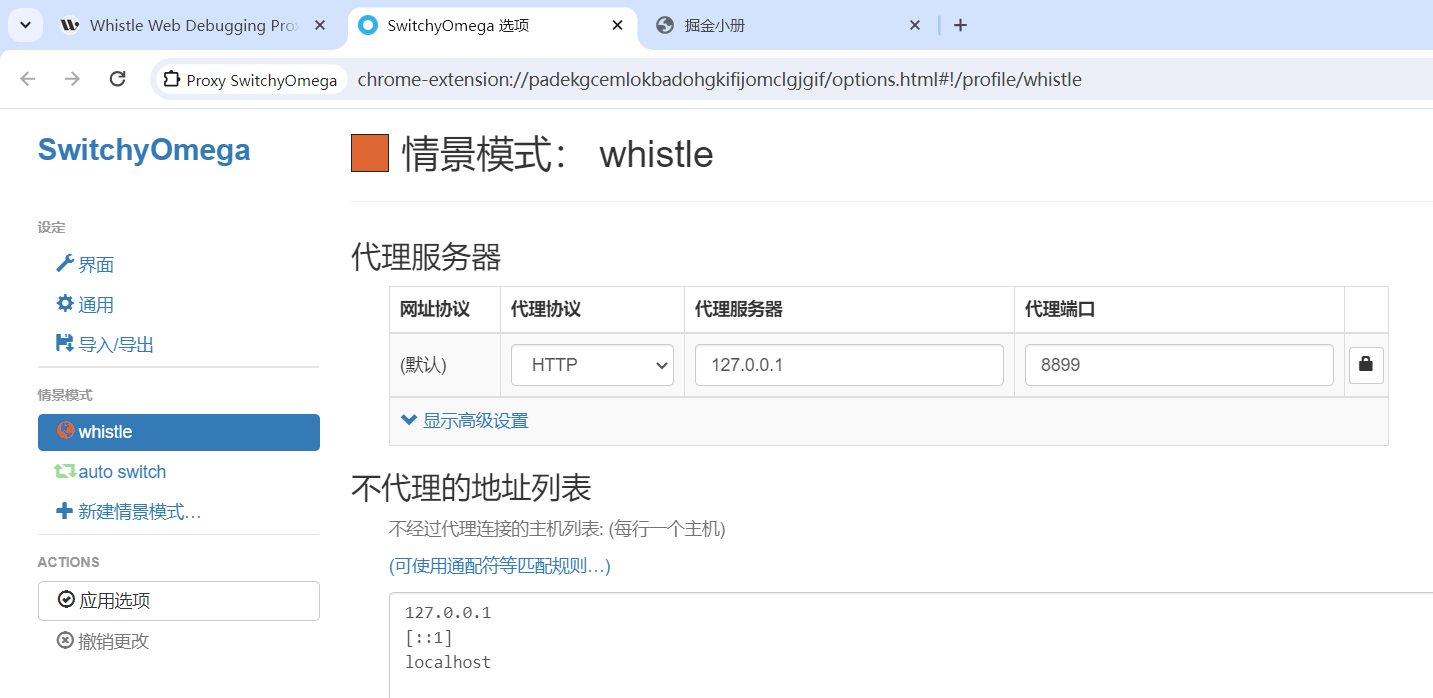 Whistle Web Debugging Pro
SwitchyOmega 选项
掘金小册
Proxy SwitchyOmega
chrome-extension://padekgcemlokbadohgkifijomclgjgif/options.html#!/profile/whistle
SwitchyOmega
设定
界面
通用
导入/导出
情景模式
whistle
auto switch
新建情景模式…
ACTIONS
应用选项
撤销更改
情景模式： whistle
代理服务器
网址协议 代理协议 代理服务器 代理端口
(默认) HTTP 127.0.0.1 8899
显示高级设置
不代理的地址列表
不经过代理连接的主机列表: (每行一个主机)
(可使用通配符等匹配规则…)
127.0.0.1
[::1]
localhost